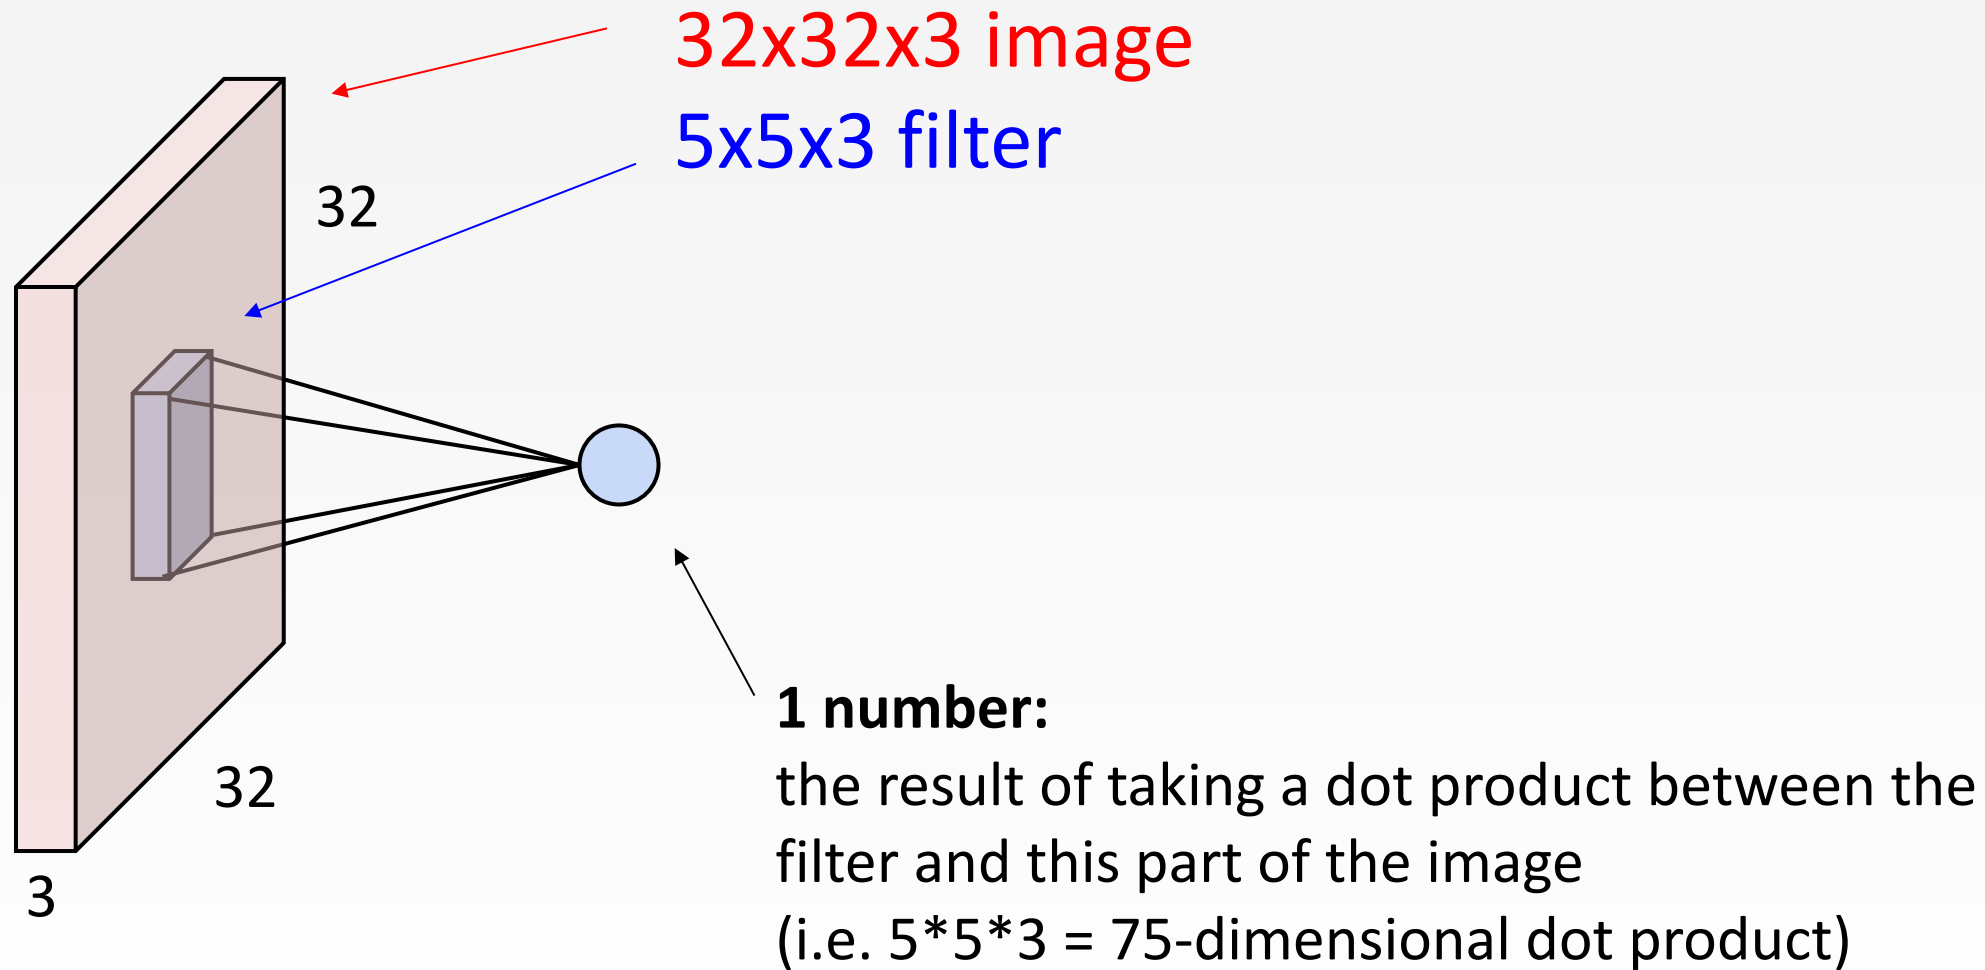 32x32x3 image
5x5x3 filter
32
32
3
1 number:
the result of taking a dot product between the
filter and this part of the image
(i.e. 5*5*3 = 75-dimensional dot product)